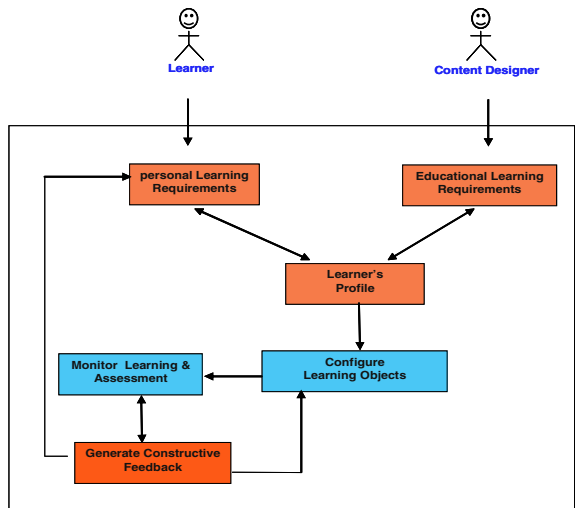 Learner
Content Designer
personal Learning
Requirements
Educational Learning
Requirements
Learner's
Profile
Monitor Learning &
Assessment
Configure
Learning Objects
Generate Constructive
Feedback